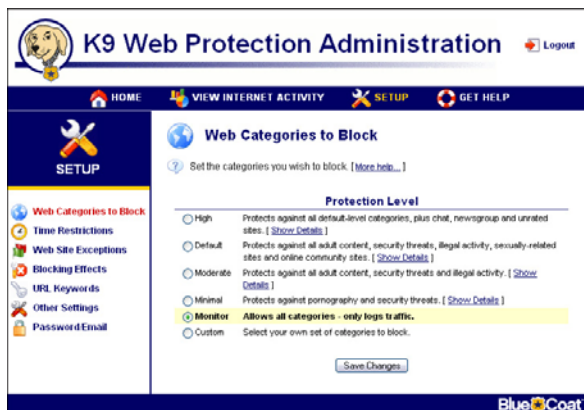 K9 Web Protection Administration
Logout
HOME
VIEW INTERNET ACTIVITY
SETUP
GET HELP
SETUP
Web Categories to Block
Time Restrictions
Web Site Exceptions
Blocking Effects
URL Keywords
Other Settings
Password/Email
Web Categories to Block
Set the categories you wish to block. [More help...]
Protection Level
High
Protects against all default-level categories, plus chat, newsgroup and unrated
sites. [ Show Details ]
Default
Protects against all adult content, security threats, illegal activity, sexually-related
sites and online community sites. [ Show Details ]
Moderate
Protects against all adult content, security threats and illegal activity. [ Show
Details ]
Minimal
Protects against pornography and security threats. [ Show Details ]
Monitor
Allows all categories - only logs traffic.
Custom
Select your own set of categories to block.
Save Changes
Blue Coat